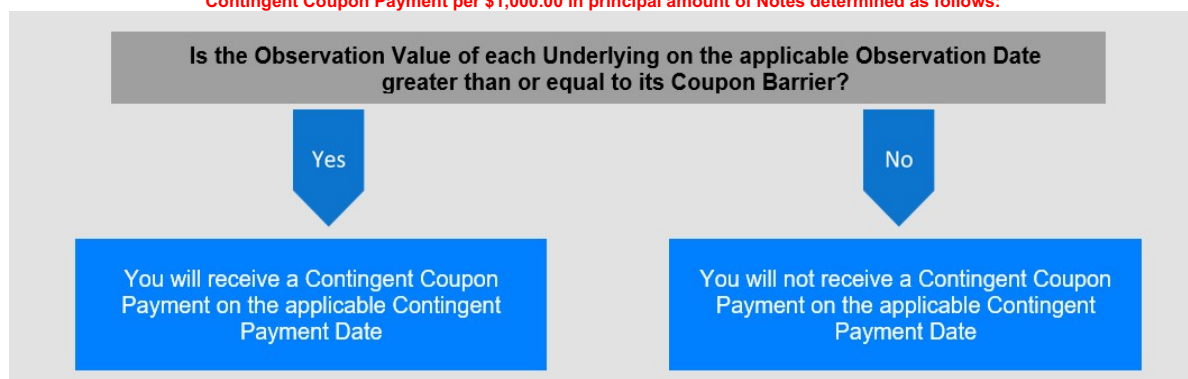 Contingent Coupon Payment per $1,000.00 in principal amount of Notes determined as follows:
Is the Observation Value of each Underlying on the applicable Observation Date
greater than or equal to its Coupon Barrier?
Yes
No
You will receive a Contingent Coupon
Payment on the applicable Contingent
Payment Date
You will not receive a Contingent Coupon
Payment on the applicable Contingent
Payment Date